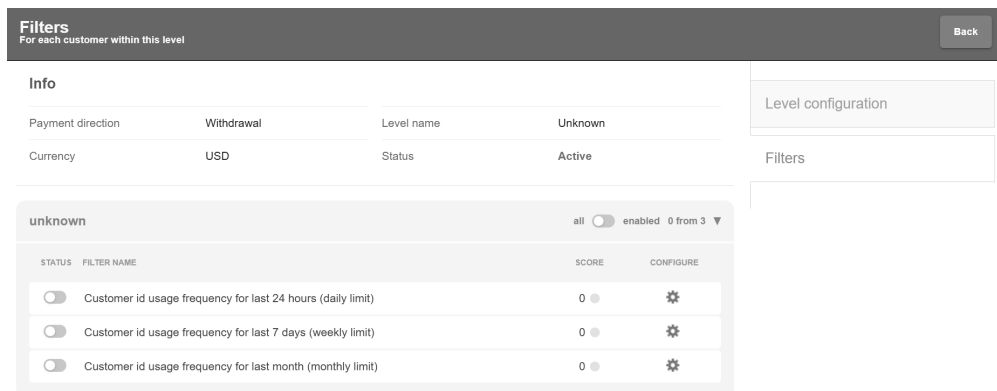 Filters
For each customer within this level
Back
Info
Payment direction Withdrawal Level name Unknown
Currency USD Status Active
Level configuration
Filters
unknown all enabled 0 from 3 ▼
STATUS FILTER NAME SCORE CONFIGURE
Customer id usage frequency for last 24 hours (daily limit) 0
Customer id usage frequency for last 7 days (weekly limit) 0
Customer id usage frequency for last month (monthly limit) 0